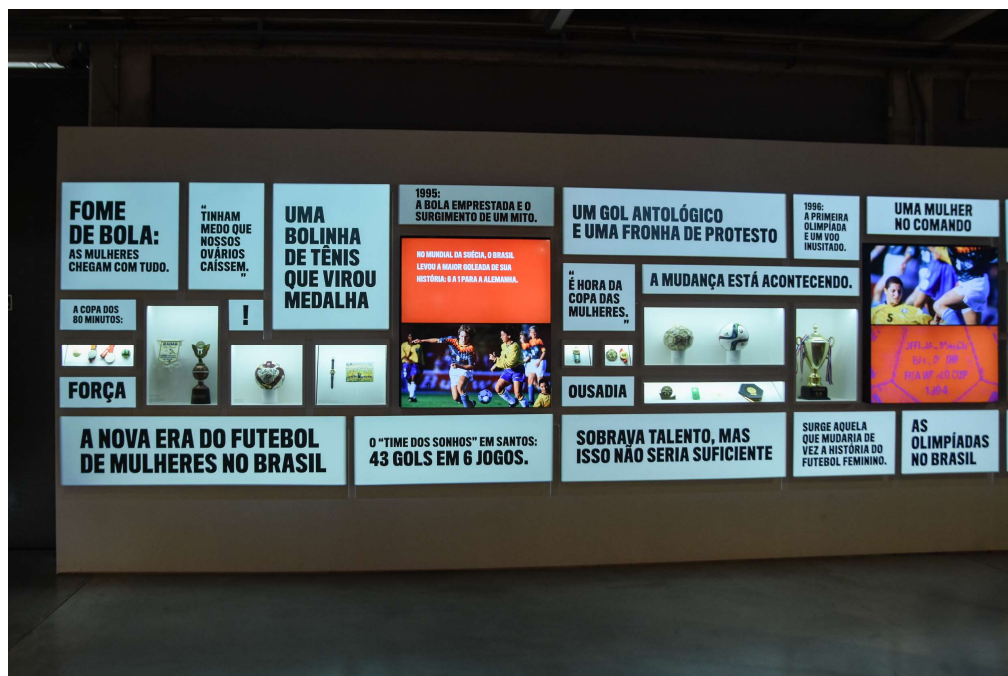 FOME
DE BOLA:
AS MULHERES
CHEGAM COM TUDO.
“
TINHAM
MEDO QUE
NOSSOS
OVÁRIOS
CAÍSSEM.
”
UMA
BOLINHA
DE TÊNIS
QUE VIROU
MEDALHA
1995:
A BOLA EMPRESTADA E O
SURGIMENTO DE UM MITO.
UM GOL ANTOLÓGICO
E UMA FRONHA DE PROTESTO
1996:
A PRIMEIRA
OLIMPÍADA
E UM VOO
INUSITADO.
UMA MULHER
NO COMANDO
NO MUNDIAL DA SUÉCIA, O BRASIL
LEVOU A MAIOR GOLEADA DE SUA
HISTÓRIA: 6 A 1 PARA A ALEMANHA.
“
É HORA DA
COPA DAS
MULHERES.
”
A MUDANÇA ESTÁ ACONTECENDO.
A COPA DOS
80 MINUTOS:
!
FORÇA
OUSADIA
A NOVA ERA DO FUTEBOL
DE MULHERES NO BRASIL
O “TIME DOS SONHOS” EM SANTOS:
43 GOLS EM 6 JOGOS.
SOBRAVA TALENTO, MAS
ISSO NÃO SERIA SUFICIENTE
SURGE AQUELA
QUE MUDARIA DE
VEZ A HISTÓRIA DO
FUTEBOL FEMININO.
AS
OLIMPÍADAS
NO BRASIL